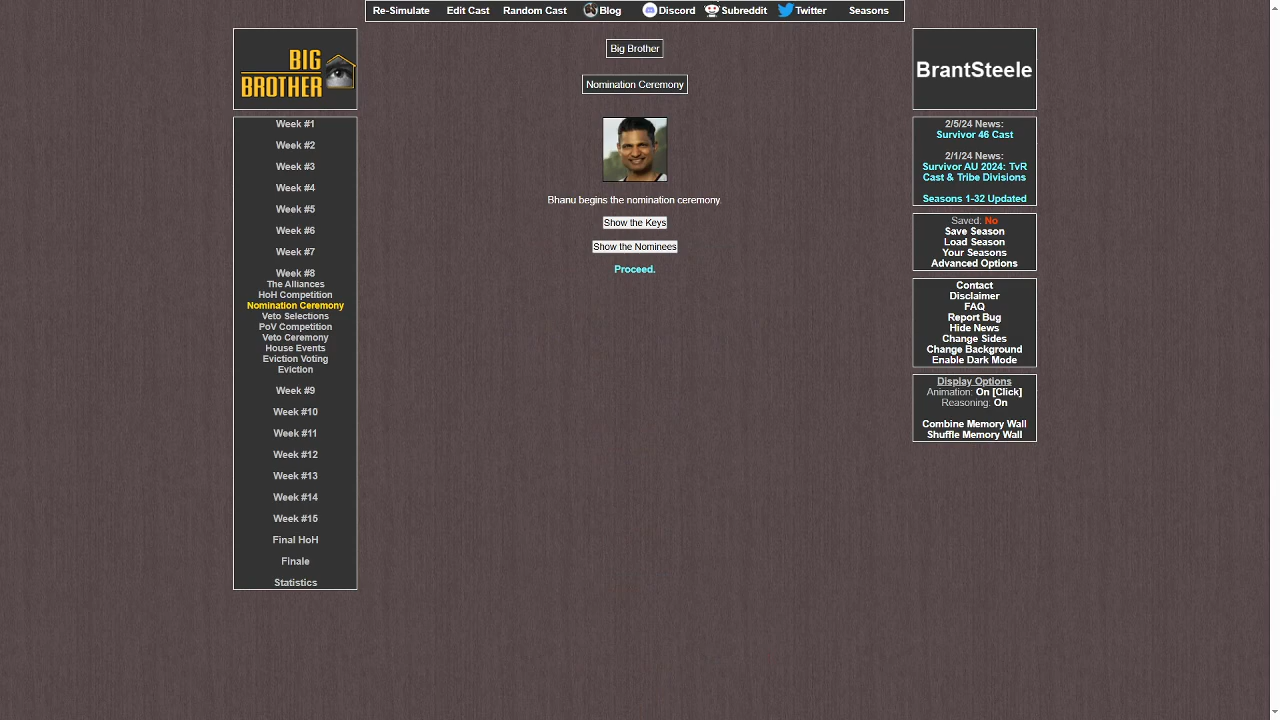 Re-Simulate Edit Cast Random Cast Blog Discord Subreddit Twitter Seasons
BIG
BROTHER
Week #1
Week #2
Week #3
Week #4
Week #5
Week #6
Week #7
Week #8
The Alliances
HoH Competition
Nomination Ceremony
Veto Selections
PoV Competition
Veto Ceremony
House Events
Eviction Voting
Eviction
Week #9
Week #10
Week #11
Week #12
Week #13
Week #14
Week #15
Final HoH
Finale
Statistics
Big Brother
Nomination Ceremony
Bhanu begins the nomination ceremony.
Show the Keys
Show the Nominees
Proceed.
BrantSteele
2/5/24 News:
Survivor 46 Cast
2/1/24 News:
Survivor AU 2024: TvR
Cast & Tribe Divisions
Seasons 1-32 Updated
Saved: No
Save Season
Load Season
Your Seasons
Advanced Options
Contact
Disclaimer
FAQ
Report Bug
Hide News
Change Sides
Change Background
Enable Dark Mode
Display Options
Animation: On [Click]
Reasoning: On
Combine Memory Wall
Shuffle Memory Wall